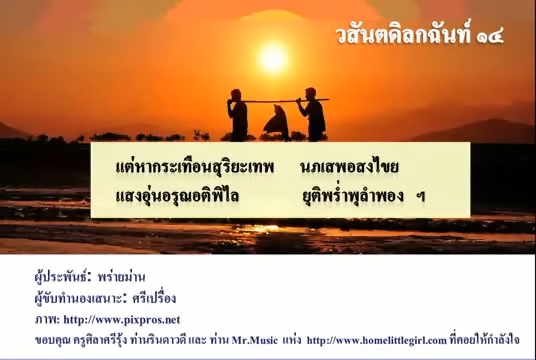 วสันตดิลกฉันท์ ๑๔
แต่หากระเทือนสุริยะเทพ นภเสพอสงไขย
แสงอุ่นอรุณอติพิไล ยุติพร่ำพุลำพอง ฯ
ผู้ประพันธ์: พร่ายม่าน
ผู้ขับทำนองเสนาะ: ศรีเปรื่อง
ภาพ: http://www.pixpros.net
ขอบคุณ ครูศิลาศรีรุ้ง ท่านรินดาวดี และ ท่าน Mr.Music แห่ง http://www.homelittlegirl.com ที่คอยให้กำลังใจ